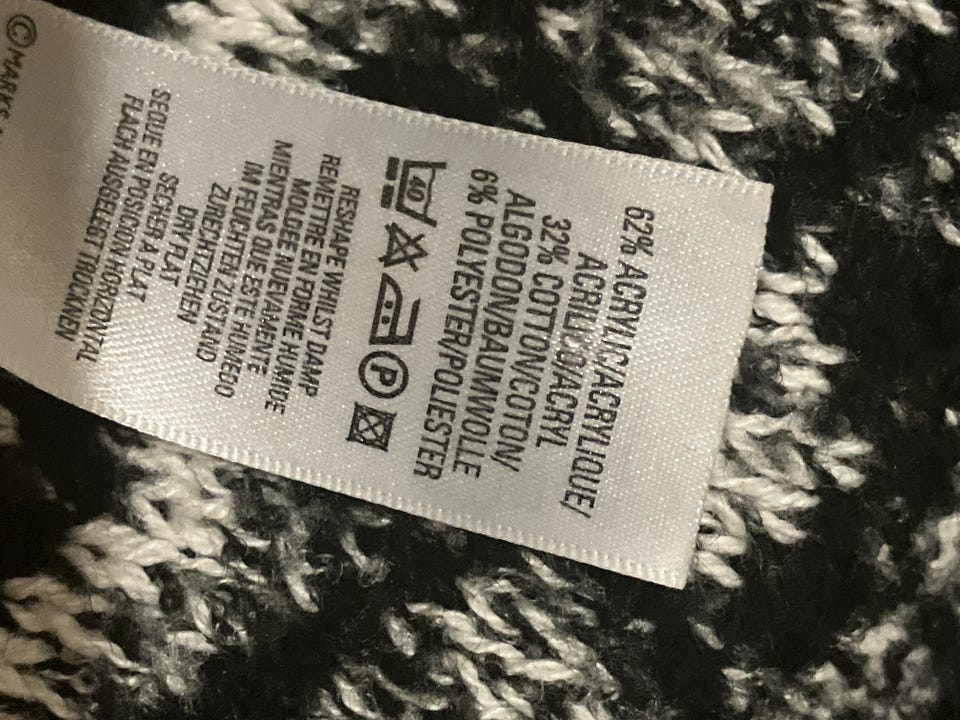 62% ACRYLIC/ACRYLIQUE/
ACRILICO/ACRYL
32% COTTON/COTON/
ALGODON/BAUMWOLLE
6% POLYESTER/POLIESTER
40 P
RESHAPE WHILST DAMP
REMETTRE EN FORME HUMIDE
MOLDEE NUEVAMENTE
MIENTRAS QUE ESTE HUMEDO
IM FEUCHTEN ZUSTAND
ZURECHTZIEHEN
DRY FLAT
SECHER A PLAT
SEQUE EN POSICION HORIZONTAL
FLACH AUSGELEGT TROCKNEN
©MARKS